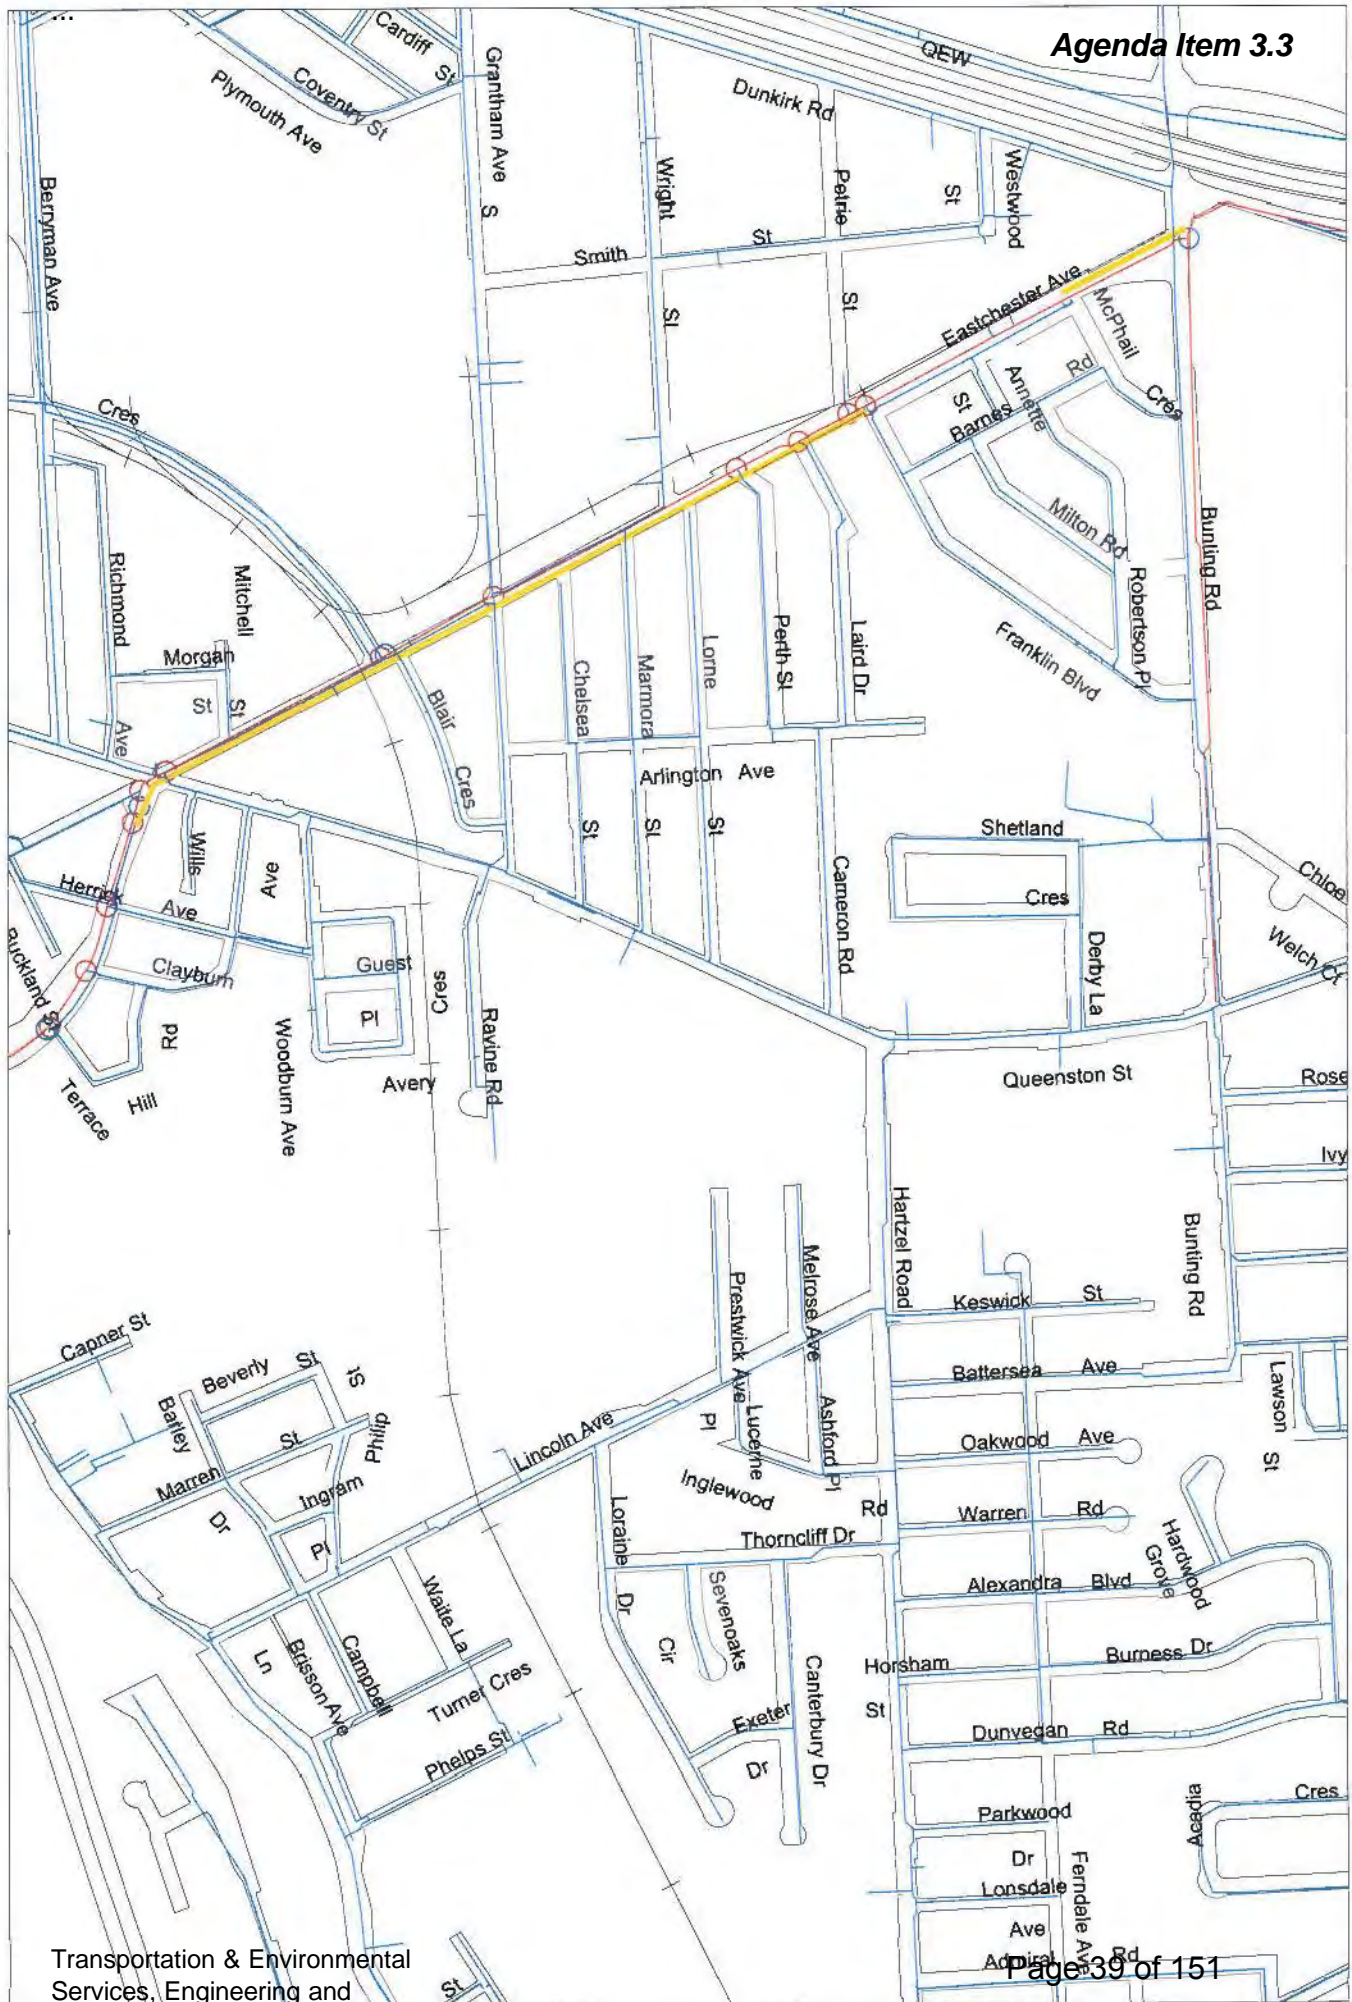 ...
Agenda Item 3.3
QEW
Cardiff
St
Coventry St
Plymouth Ave
Grantham Ave
S
Dunkirk Rd
Berryman Ave
Wright
St
Petrie
St
St
Westwood
Smith
St
Eastchester Ave
McPhail
Cres
Annette
St
Barnes
Rd
Milton Rd
Robertson Pl
Bunting Rd
Franklin Blvd
Cres
Richmond
Ave
Mitchell
St
Morgan
St
Blair
Cres
Chelsea
St
Marmora
St
Lorne
St
Perth St
Laird Dr
Arlington Ave
Shetland
Cres
Cameron Rd
Derby La
Chloe
Welch Ct
Wills
Ave
Herrick
Ave
Buckland St
Clayburn
Rd
Guest
Pl
Cres
Avery
Woodburn Ave
Ravine Rd
Terrace
Hill
Queenston St
Rose
Ivy
Hartzel Road
Bunting Rd
Keswick St
Melrose Ave
Prestwick Ave
Capner St
Beverly St
St
Barley
Dr
Marren
St
Philip
Ingram
Pl
Lincoln Ave
Pl
Lucerne
Ashford Pl
Inglewood
Rd
Battersea Ave
Lawson
St
Oakwood Ave
Warren Rd
Hardwood
Grove
Loraine
Dr
Thorncliff Dr
Alexandra Blvd
Sevenoaks
Cir
Waite La
Campbell
Brisson Ave
Ln
Turner Cres
Phelps St
Exeter
Dr
Canterbury Dr
Horsham
St
Burness Dr
Dunvegan Rd
Parkwood
Dr
Acadia
Cres
Lonsdale
Ave
Ferndale Ave
Admiral Rd
St
Transportation & Environmental
Services, Engineering and
Page 39 of 151